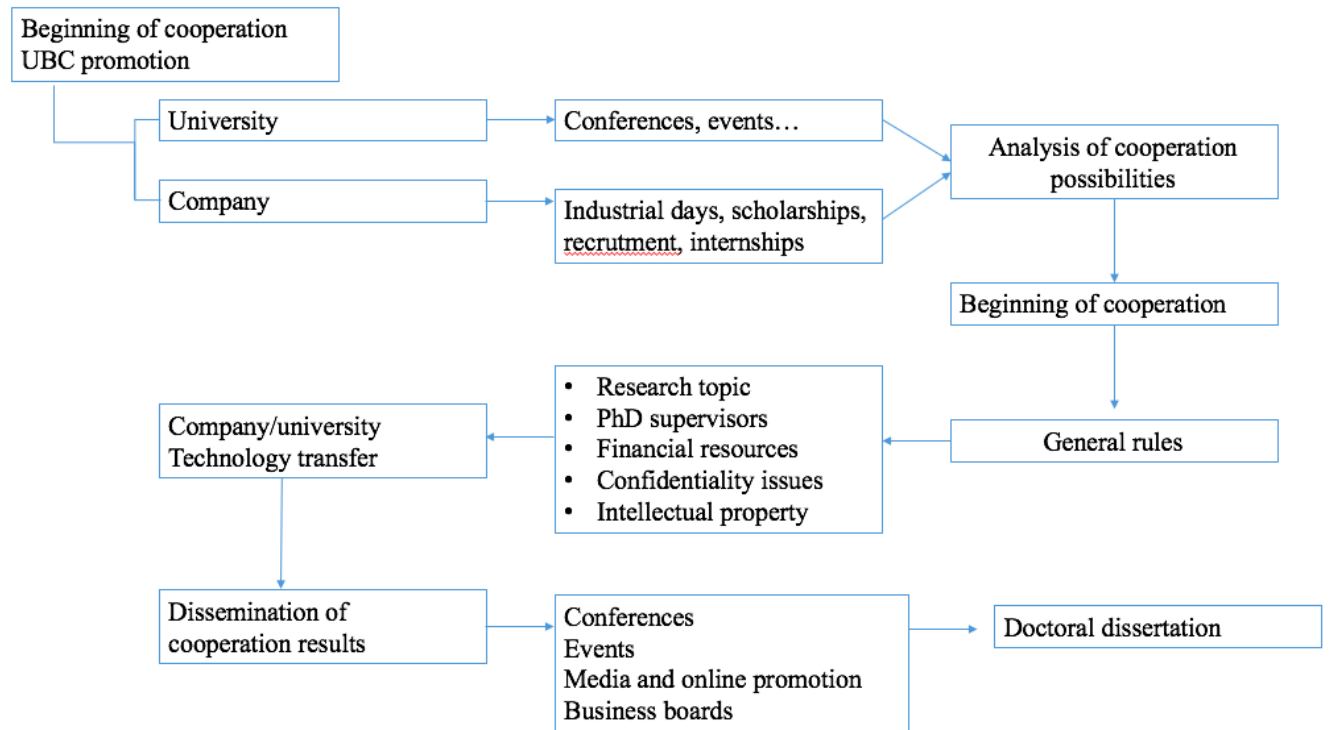 Beginning of cooperation
UBC promotion
University
Conferences, events…
Company
Industrial days, scholarships,
recrutment, internships
Analysis of cooperation
possibilities
Beginning of cooperation
General rules
• Research topic
• PhD supervisors
• Financial resources
• Confidentiality issues
• Intellectual property
Company/university
Technology transfer
Dissemination of
cooperation results
Conferences
Events
Media and online promotion
Business boards
Doctoral dissertation